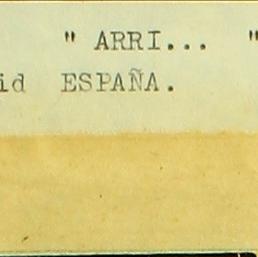 " ARRI... "
id ESPAÑA.